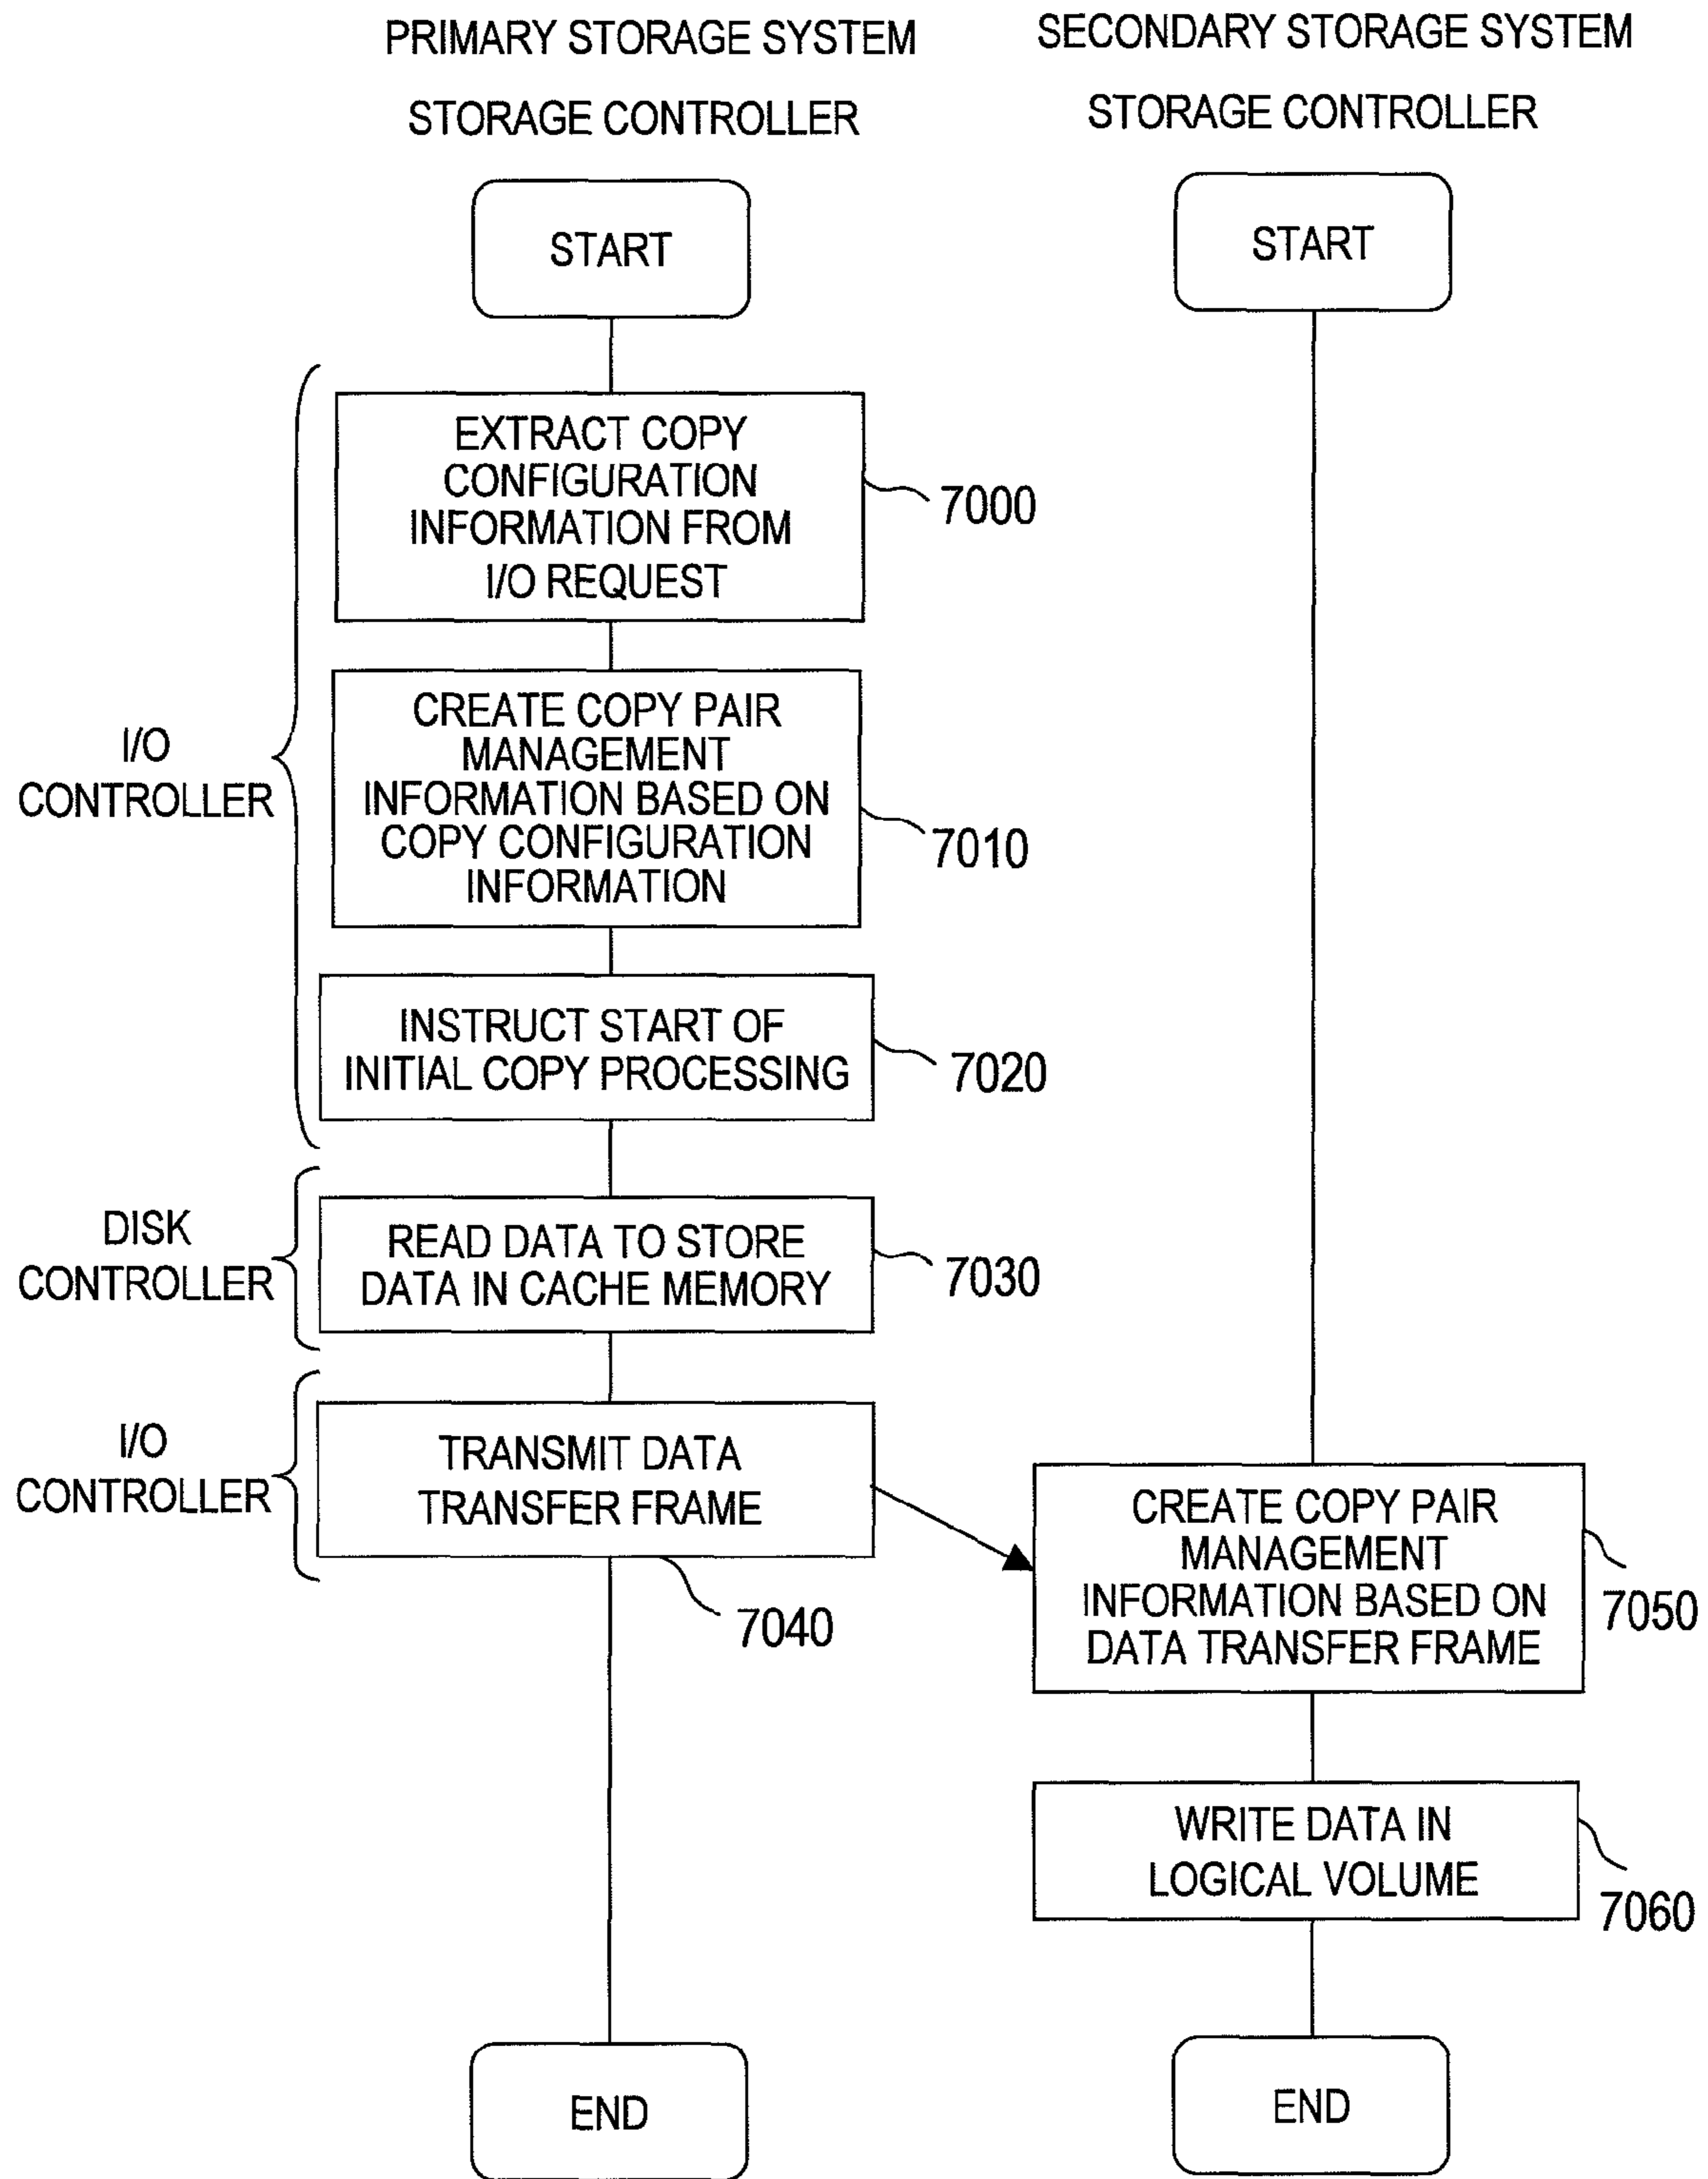 PRIMARY STORAGE SYSTEM
STORAGE CONTROLLER
SECONDARY STORAGE SYSTEM
STORAGE CONTROLLER
START
START
I/O
CONTROLLER
EXTRACT COPY
CONFIGURATION
INFORMATION FROM
I/O REQUEST
7000
CREATE COPY PAIR
MANAGEMENT
INFORMATION BASED ON
COPY CONFIGURATION
INFORMATION
7010
INSTRUCT START OF
INITIAL COPY PROCESSING
7020
DISK
CONTROLLER
READ DATA TO STORE
DATA IN CACHE MEMORY
7030
I/O
CONTROLLER
TRANSMIT DATA
TRANSFER FRAME
7040
CREATE COPY PAIR
MANAGEMENT
INFORMATION BASED ON
DATA TRANSFER FRAME
7050
WRITE DATA IN
LOGICAL VOLUME
7060
END
END